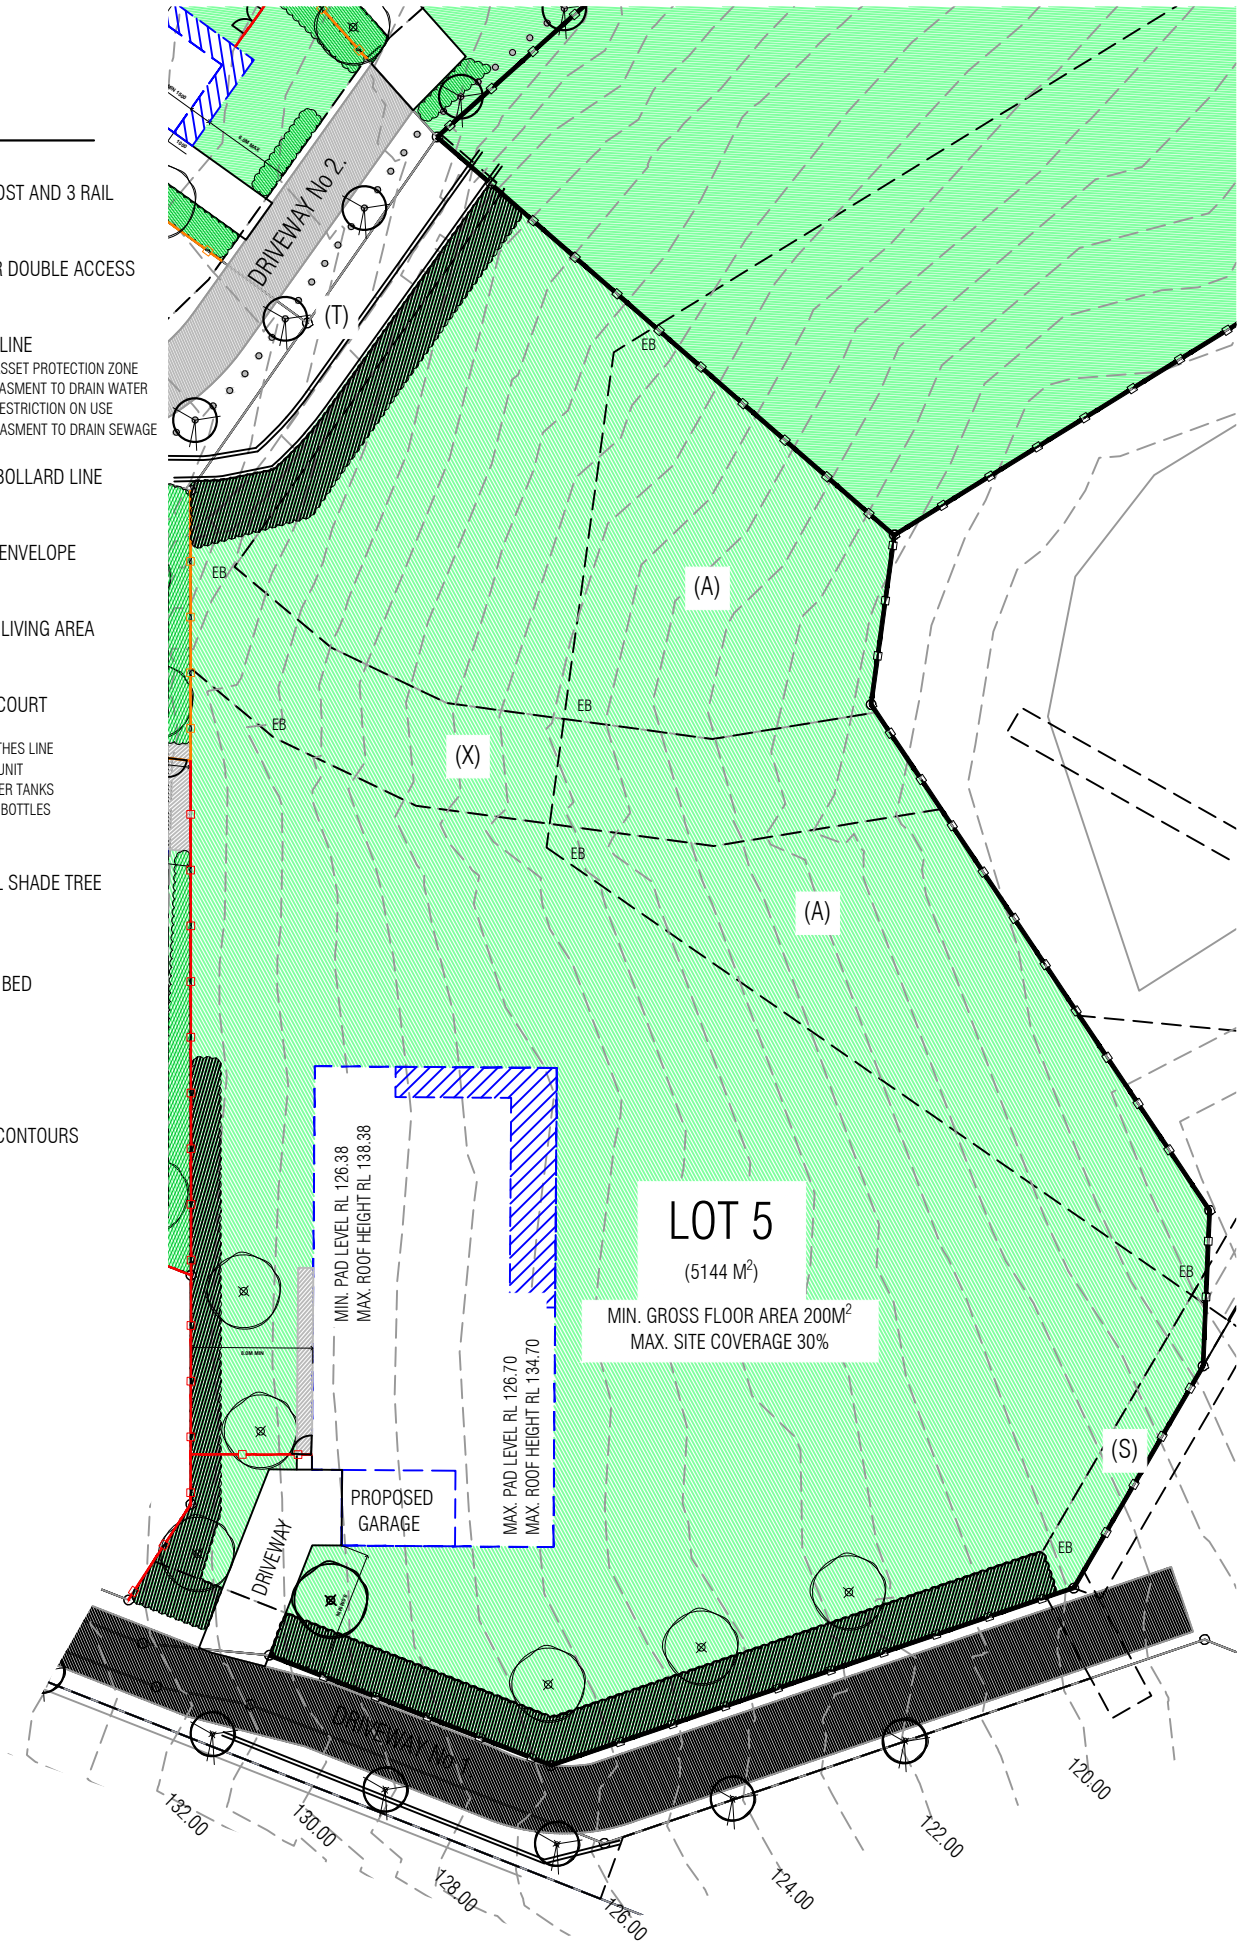 OST AND 3 RAIL
R DOUBLE ACCESS
LINE
SSET PROTECTION ZONE
ASMENT TO DRAIN WATER
ESTRICTION ON USE
ASMENT TO DRAIN SEWAGE
BOLLARD LINE
ENVELOPE
LIVING AREA
COURT
THES LINE
UNIT
ER TANKS
BOTTLES
L SHADE TREE
BED
CONTOURS
6.0M MAX
DRIVEWAY No 2.
(T)
EB
EB
(A)
EB
EB
(X)
EB
(A)
MIN. PAD LEVEL RL 126.38
MAX. ROOF HEIGHT RL 138.38
LOT 5
(5144 M²)
MIN. GROSS FLOOR AREA 200M²
MAX. SITE COVERAGE 30%
EB
MAX. PAD LEVEL RL 126.70
MAX. ROOF HEIGHT RL 134.70
(S)
PROPOSED
GARAGE
DRIVEWAY
EB
DRIVEWAY No 1
132.00
130.00
128.00
126.00
124.00
122.00
120.00